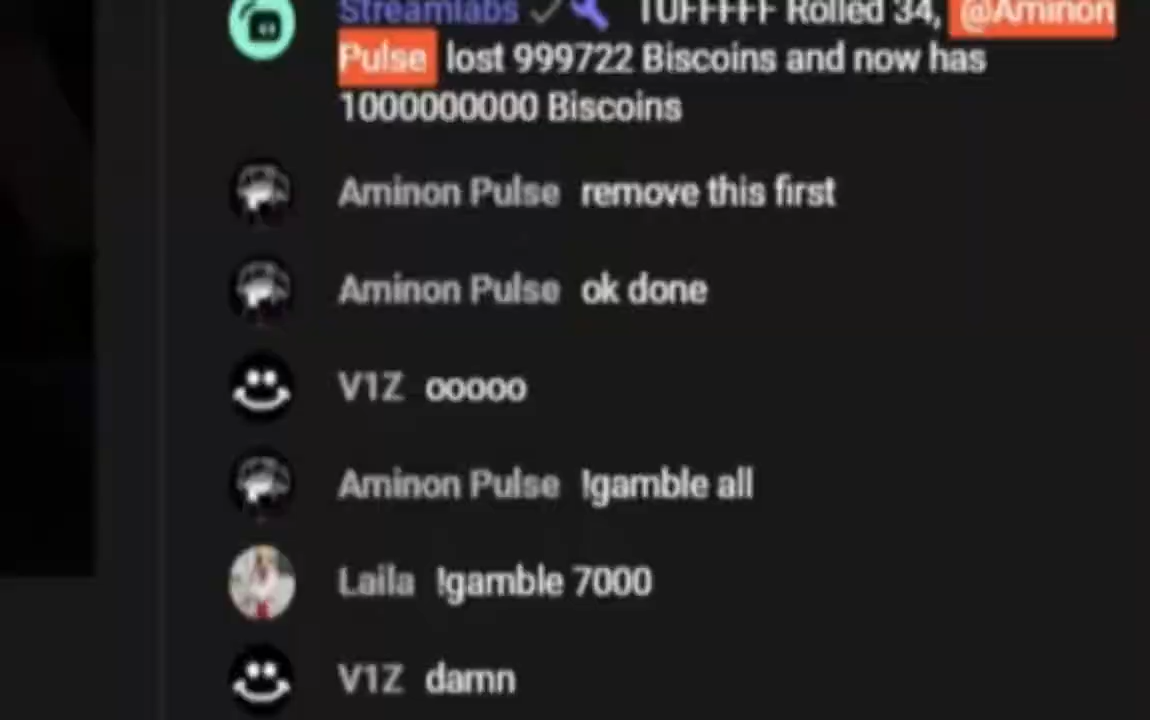 Streamlabs TUFFFFF Rolled 34, @Aminon
Pulse lost 999722 Biscoins and now has
1000000000 Biscoins
Aminon Pulse remove this first
Aminon Pulse ok done
V1Z ooooo
Aminon Pulse !gamble all
Laila !gamble 7000
V1Z damn